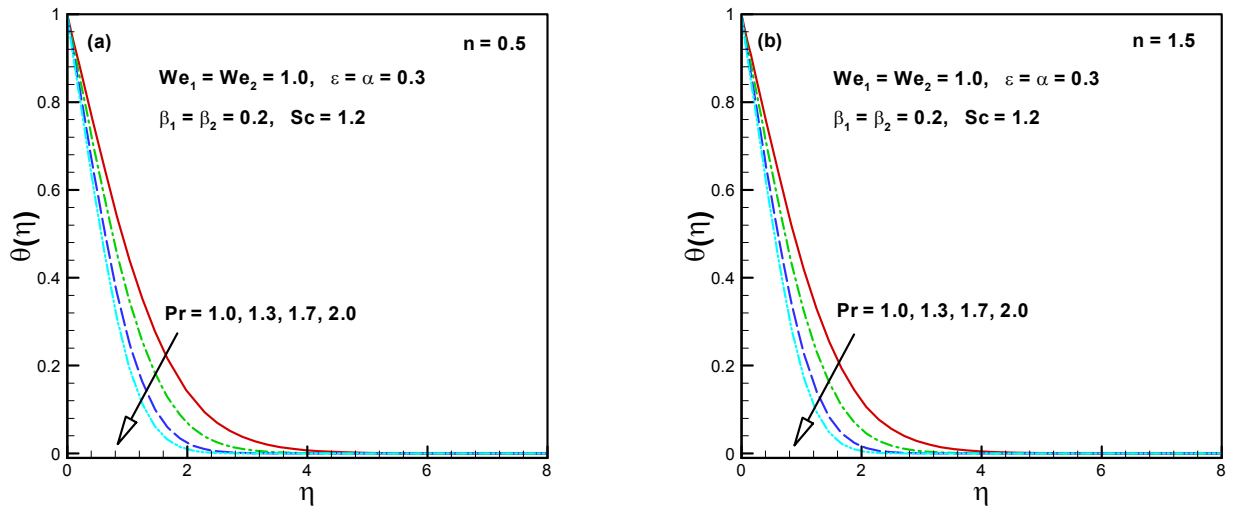 (a)
n = 0.5
We₁ = We₂ = 1.0, ε = α = 0.3
β₁ = β₂ = 0.2, Sc = 1.2
Pr = 1.0, 1.3, 1.7, 2.0
θ(η)
1
0.8
0.6
0.4
0.2
0
0 2 4 6 8
η
(b)
n = 1.5
We₁ = We₂ = 1.0, ε = α = 0.3
β₁ = β₂ = 0.2, Sc = 1.2
Pr = 1.0, 1.3, 1.7, 2.0
θ(η)
1
0.8
0.6
0.4
0.2
0
0 2 4 6 8
η